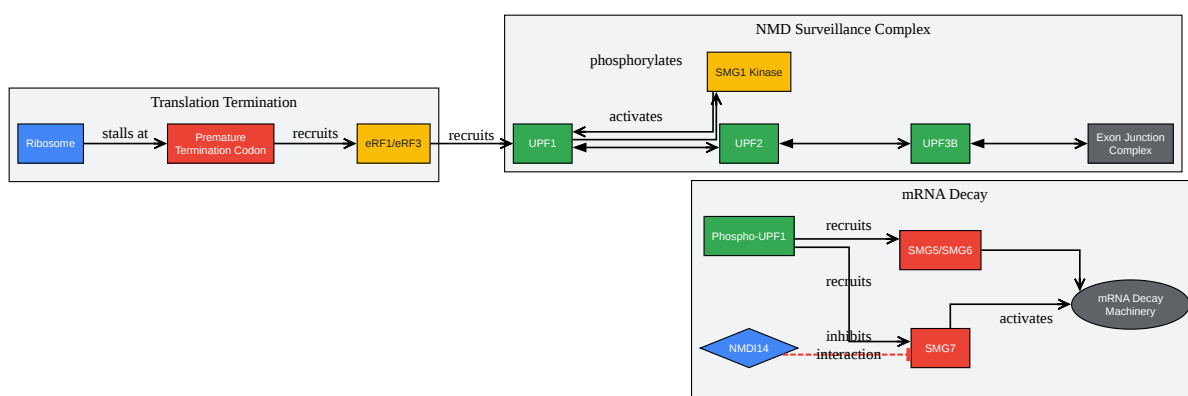 NMD Surveillance Complex
phosphorylates
SMG1 Kinase
Translation Termination
activates
Ribosome
stalls at
Premature
Termination Codon
recruits
eRF1/eRF3
recruits
UPF1
UPF2
UPF3B
Exon Junction
Complex
mRNA Decay
Phospho-UPF1
recruits
SMG5/SMG6
recruits
mRNA Decay
Machinery
activates
NMDI14
inhibits
interaction
SMG7